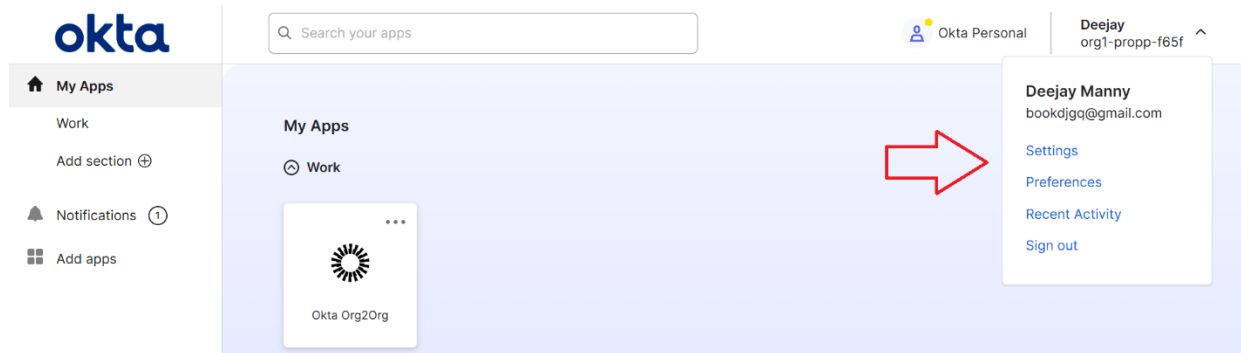 okta
Search your apps
Okta Personal
Deejay
org1-propp-f65f
My Apps
Work
Add section
Notifications 1
Add apps
My Apps
Work
Okta Org2Org
Deejay Manny
bookdjgq@gmail.com
Settings
Preferences
Recent Activity
Sign out